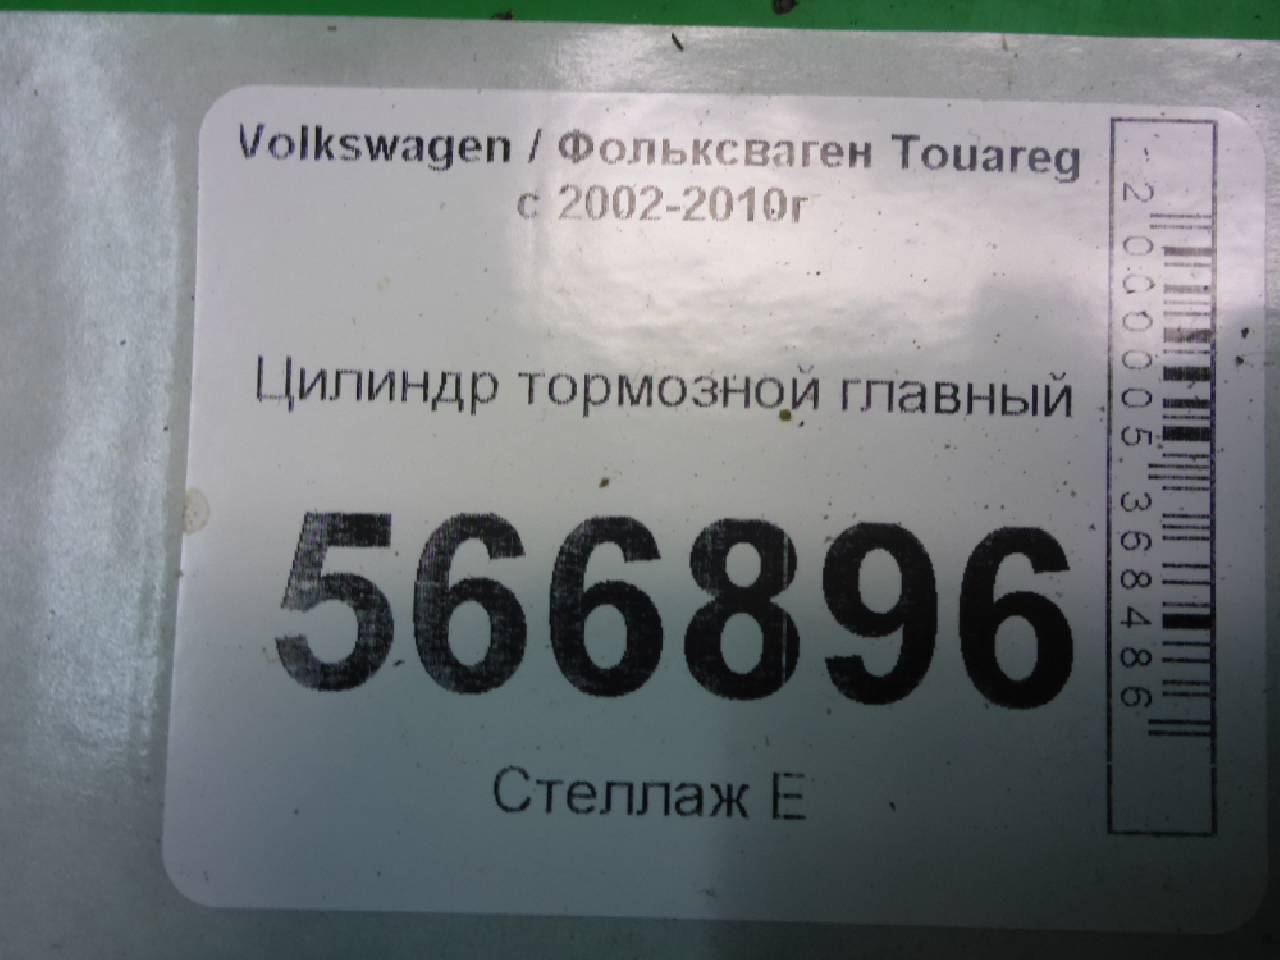 Volkswagen / Фольксваген Touareg
с 2002-2010г
Цилиндр тормозной главный
566896
Стеллаж Е
2000005368486